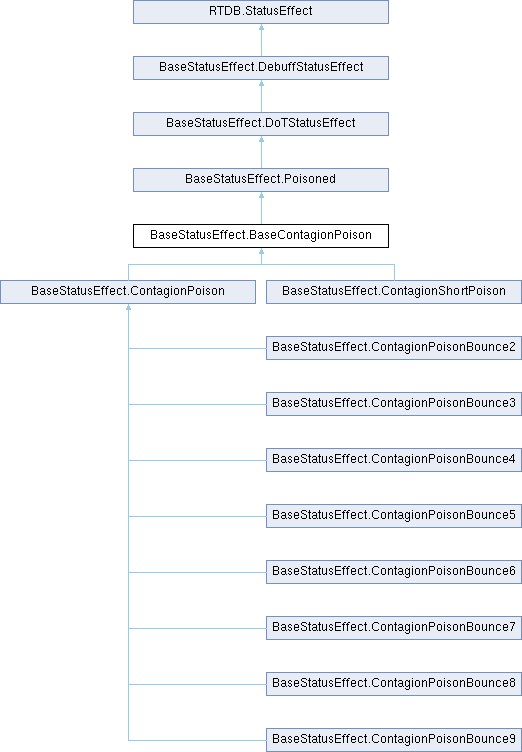 RTDB.StatusEffect
BaseStatusEffect.DebuffStatusEffect
BaseStatusEffect.DoTStatusEffect
BaseStatusEffect.Poisoned
BaseStatusEffect.BaseContagionPoison
BaseStatusEffect.ContagionPoison
BaseStatusEffect.ContagionShortPoison
BaseStatusEffect.ContagionPoisonBounce2
BaseStatusEffect.ContagionPoisonBounce3
BaseStatusEffect.ContagionPoisonBounce4
BaseStatusEffect.ContagionPoisonBounce5
BaseStatusEffect.ContagionPoisonBounce6
BaseStatusEffect.ContagionPoisonBounce7
BaseStatusEffect.ContagionPoisonBounce8
BaseStatusEffect.ContagionPoisonBounce9